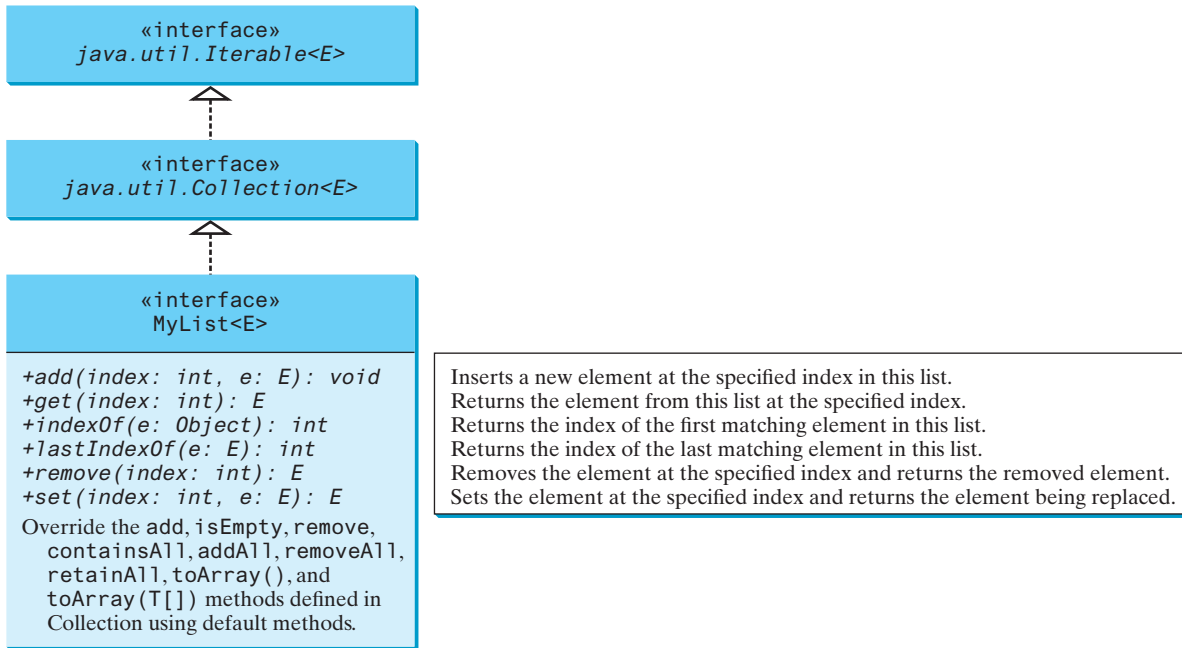 «interface»
java.util.Iterable<E>
«interface»
java.util.Collection<E>
«interface»
MyList<E>
+add(index: int, e: E): void
+get(index: int): E
+indexOf(e: Object): int
+lastIndexOf(e: E): int
+remove(index: int): E
+set(index: int, e: E): E
Override the add, isEmpty, remove,
containsAll, addAll, removeAll,
retainAll, toArray(), and
toArray(T[]) methods defined in
Collection using default methods.
Inserts a new element at the specified index in this list.
Returns the element from this list at the specified index.
Returns the index of the first matching element in this list.
Returns the index of the last matching element in this list.
Removes the element at the specified index and returns the removed element.
Sets the element at the specified index and returns the element being replaced.